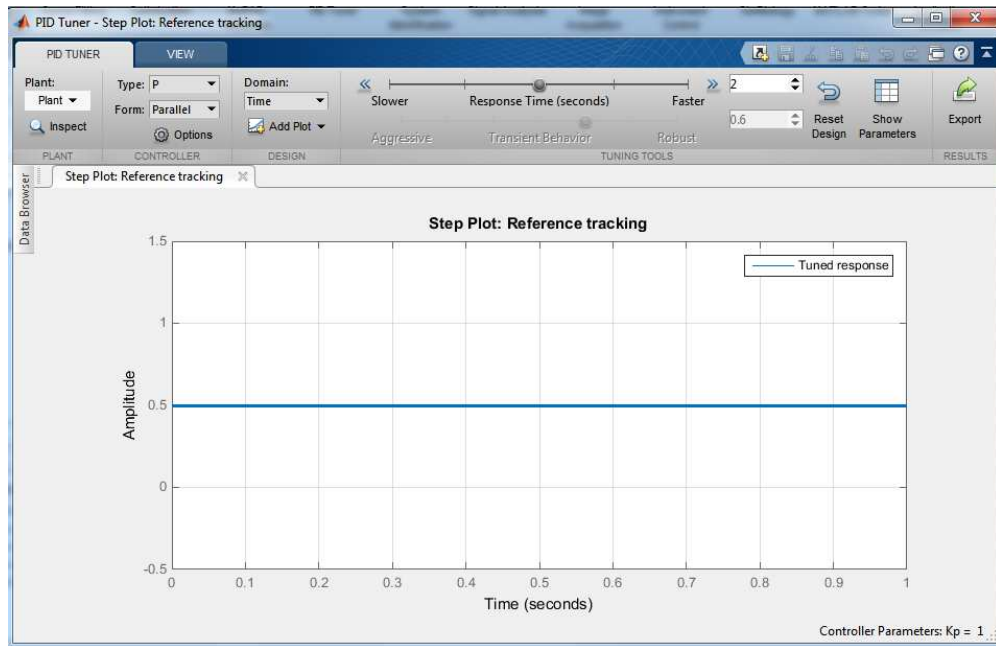 PID Tuner - Step Plot: Reference tracking
PID TUNER VIEW
Plant: Type: P Domain: 2
Plant Form: Parallel Time Slower Response Time (seconds) Faster
Inspect Options Add Plot Aggressive Transient Behavior Robust 0.6 Reset Design Show Parameters Export
PLANT CONTROLLER DESIGN TUNING TOOLS RESULTS
Data Browser
Step Plot: Reference tracking
Step Plot: Reference tracking
1.5
Tuned response
1
0.5
Amplitude
0
-0.5
0 0.1 0.2 0.3 0.4 0.5 0.6 0.7 0.8 0.9 1
Time (seconds)
Controller Parameters: Kp = 1